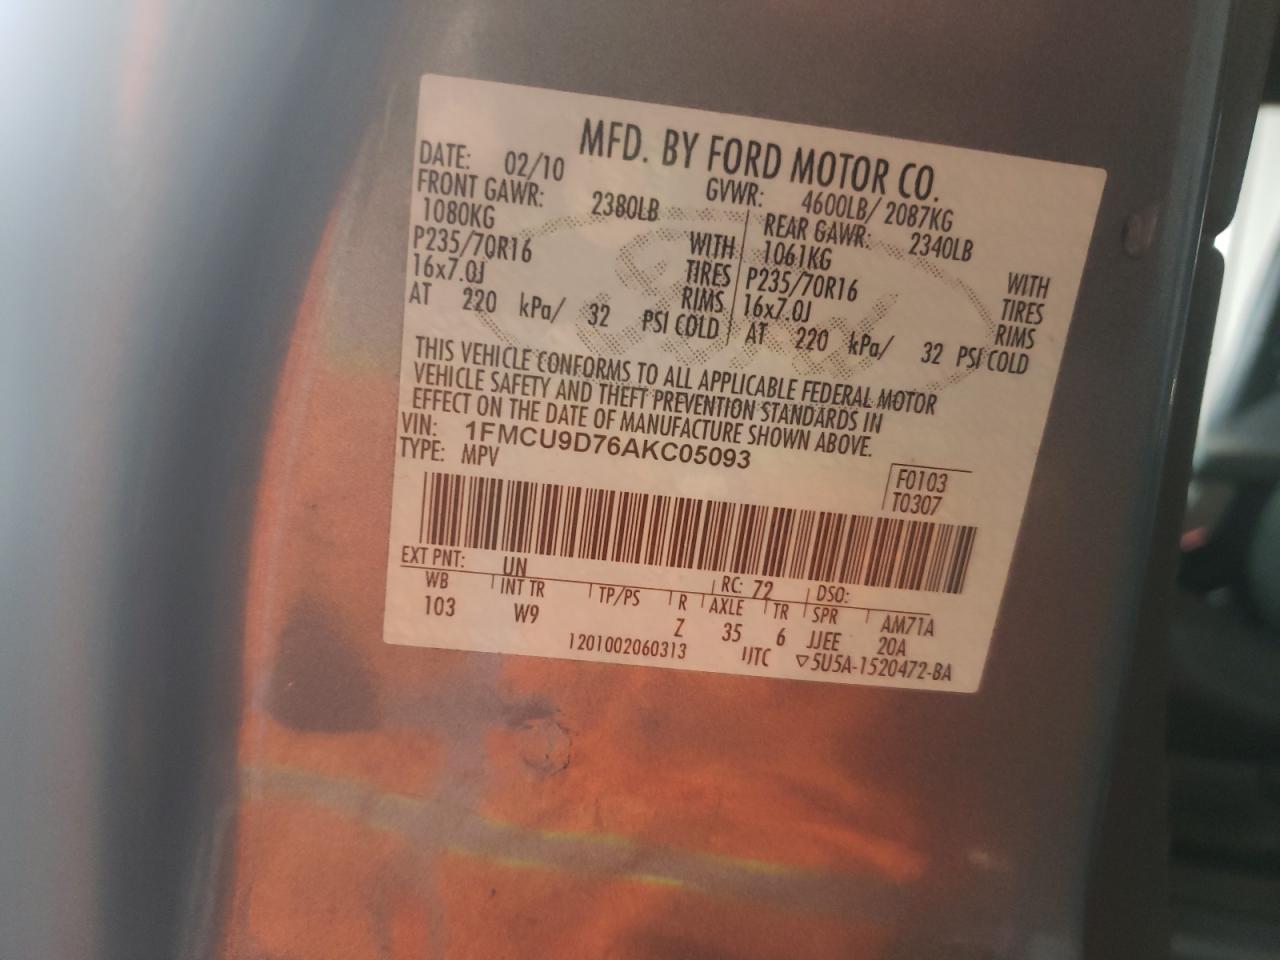 MFD. BY FORD MOTOR CO.
DATE: 02/10 GVWR: 4600LB/ 2087KG
FRONT GAWR: 2380LB REAR GAWR: 2340LB
1080KG WITH 1061KG WITH
P235/70R16 TIRES P235/70R16 TIRES
16x7.0J RIMS 16x7.0J RIMS
AT 220 kPa/ 32 PSI COLD AT 220 kPa/ 32 PSI COLD
THIS VEHICLE CONFORMS TO ALL APPLICABLE FEDERAL MOTOR
VEHICLE SAFETY AND THEFT PREVENTION STANDARDS IN
EFFECT ON THE DATE OF MANUFACTURE SHOWN ABOVE.
VIN: 1FMCU9D76AKC05093
TYPE: MPV
F0103
T0307
EXT PNT: UN RC: 72 DSO:
WB INT TR TP/PS R AXLE TR SPR AM71A
103 W9 Z 35 6 JJEE 20A
1201002060313 IJTC ▽5U5A-1520472-BA